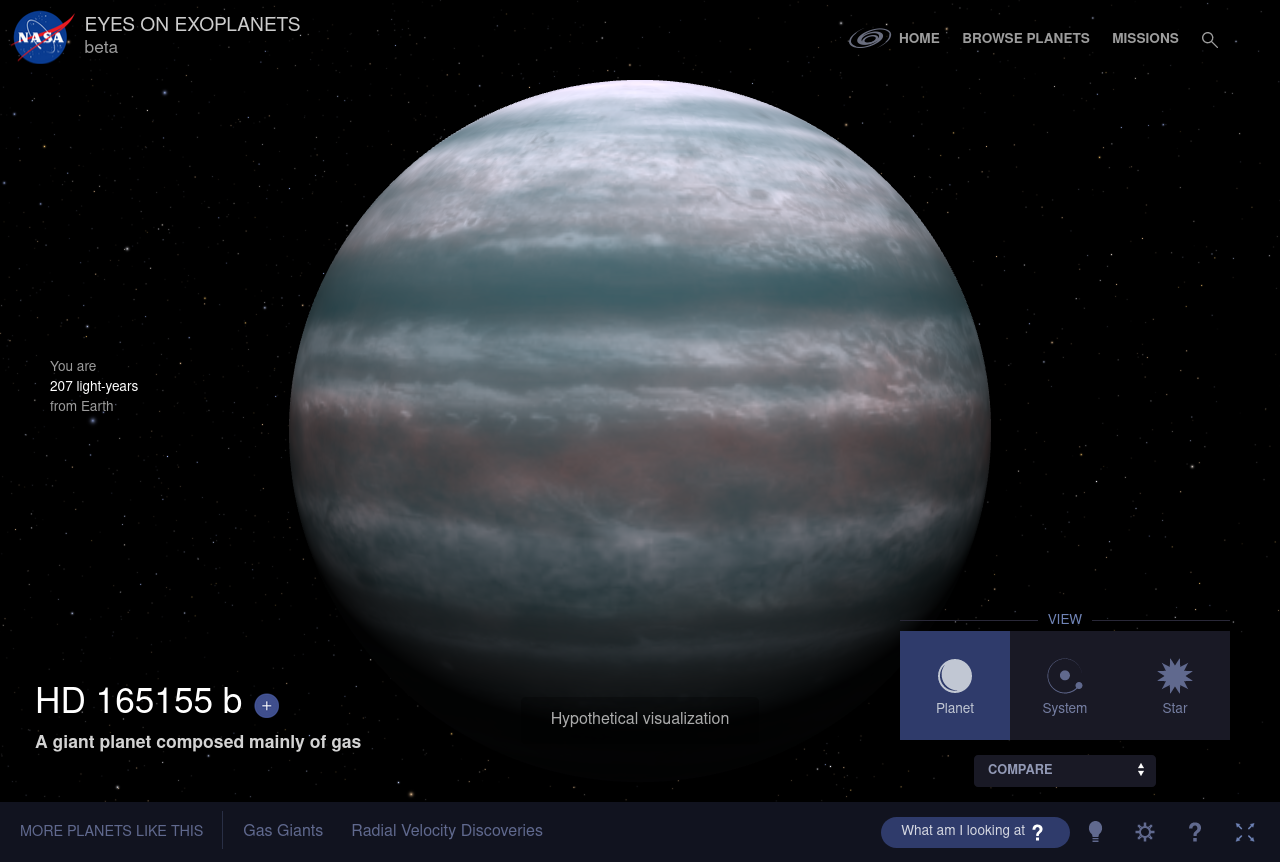 NASA
EYES ON EXOPLANETS
beta
HOME
BROWSE PLANETS
MISSIONS
You are
207 light-years
from Earth
VIEW
Planet
System
Star
HD 165155 b +
A giant planet composed mainly of gas
Hypothetical visualization
COMPARE
MORE PLANETS LIKE THIS
Gas Giants
Radial Velocity Discoveries
What am I looking at ?
?